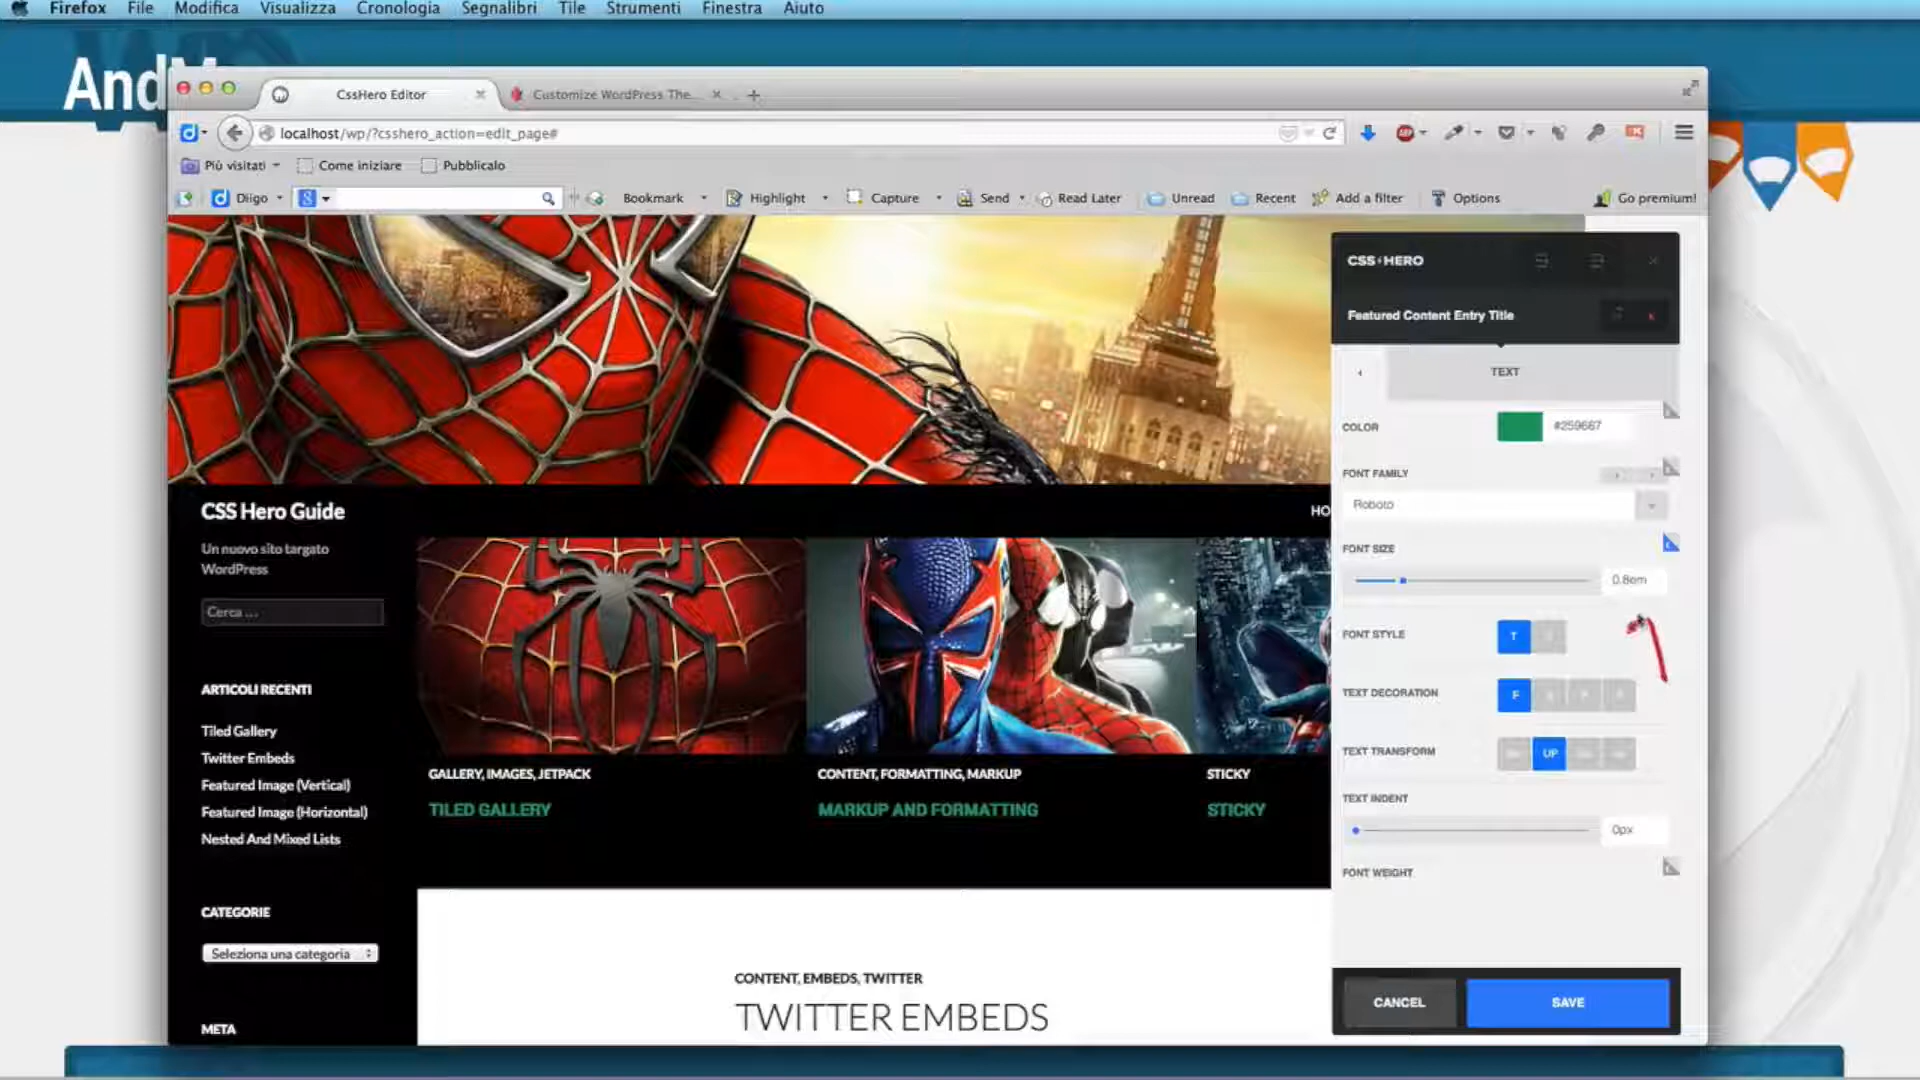 Firefox File Modifica Visualizza Cronologia Segnalibri Tile Strumenti Finestra Aiuto
And
CssHero Editor
Customize WordPress The...
localhost/wp/?csshero_action=edit_page#
ABP
Più visitati
Come iniziare
Pubblicalo
Diigo
Bookmark
Highlight
Capture
Send
Read Later
Unread
Recent
Add a filter
Options
Go premium!
CSS HERO
Featured Content Entry Title
TEXT
COLOR
#259667
FONT FAMILY
Roboto
FONT SIZE
0.8em
FONT STYLE
T
TEXT DECORATION
F
TEXT TRANSFORM
UP
TEXT INDENT
0px
FONT WEIGHT
CANCEL
SAVE
CSS Hero Guide
HO
Un nuovo sito targato
WordPress
Cerca ...
ARTICOLI RECENTI
Tiled Gallery
Twitter Embeds
Featured Image (Vertical)
Featured Image (Horizontal)
Nested And Mixed Lists
CATEGORIE
Seleziona una categoria
META
GALLERY, IMAGES, JETPACK
TILED GALLERY
CONTENT, FORMATTING, MARKUP
MARKUP AND FORMATTING
STICKY
STICKY
CONTENT, EMBEDS, TWITTER
TWITTER EMBEDS